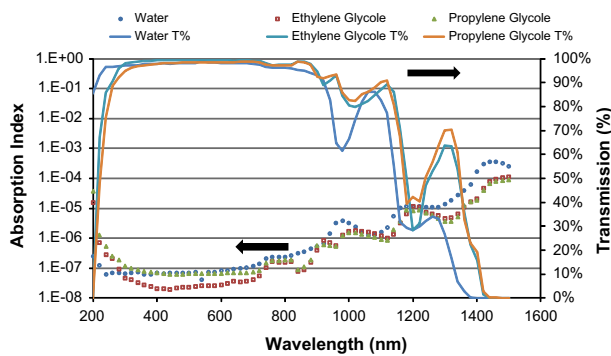 Water
Ethylene Glycole
Propylene Glycole
Water T%
Ethylene Glycole T%
Propylene Glycole T%
Absorption Index
1.E+00
1.E-01
1.E-02
1.E-03
1.E-04
1.E-05
1.E-06
1.E-07
1.E-08
100%
90%
80%
70%
60%
50%
40%
30%
20%
10%
0%
Transmission (%)
200 400 600 800 1000 1200 1400 1600
Wavelength (nm)